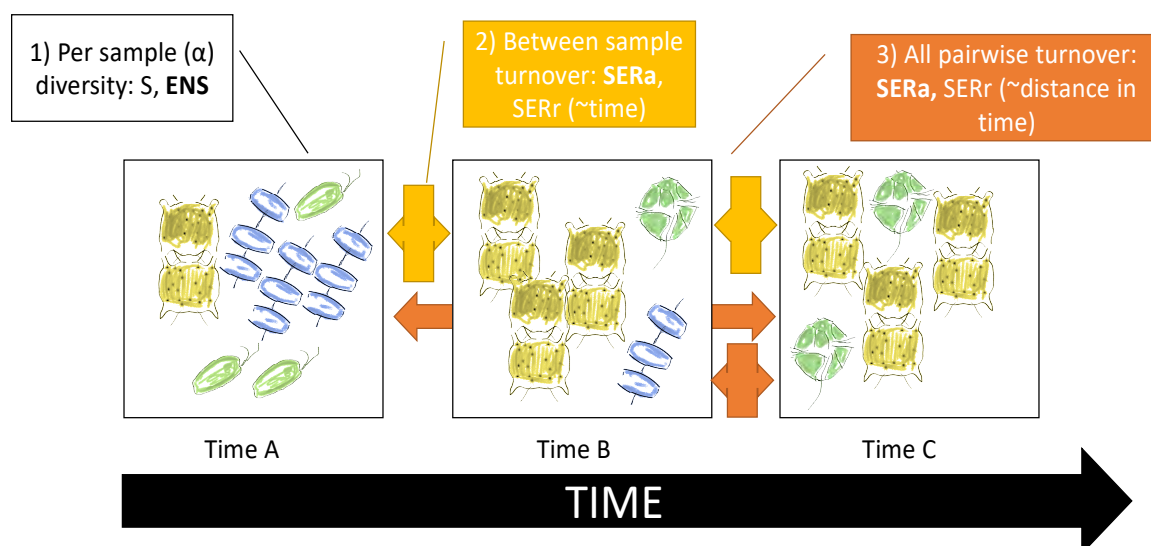 1) Per sample (α)
diversity: S, ENS
2) Between sample
turnover: SERa,
SERr (~time)
3) All pairwise turnover:
SERa, SERr (~distance in
time)
Time A
Time B
Time C
TIME